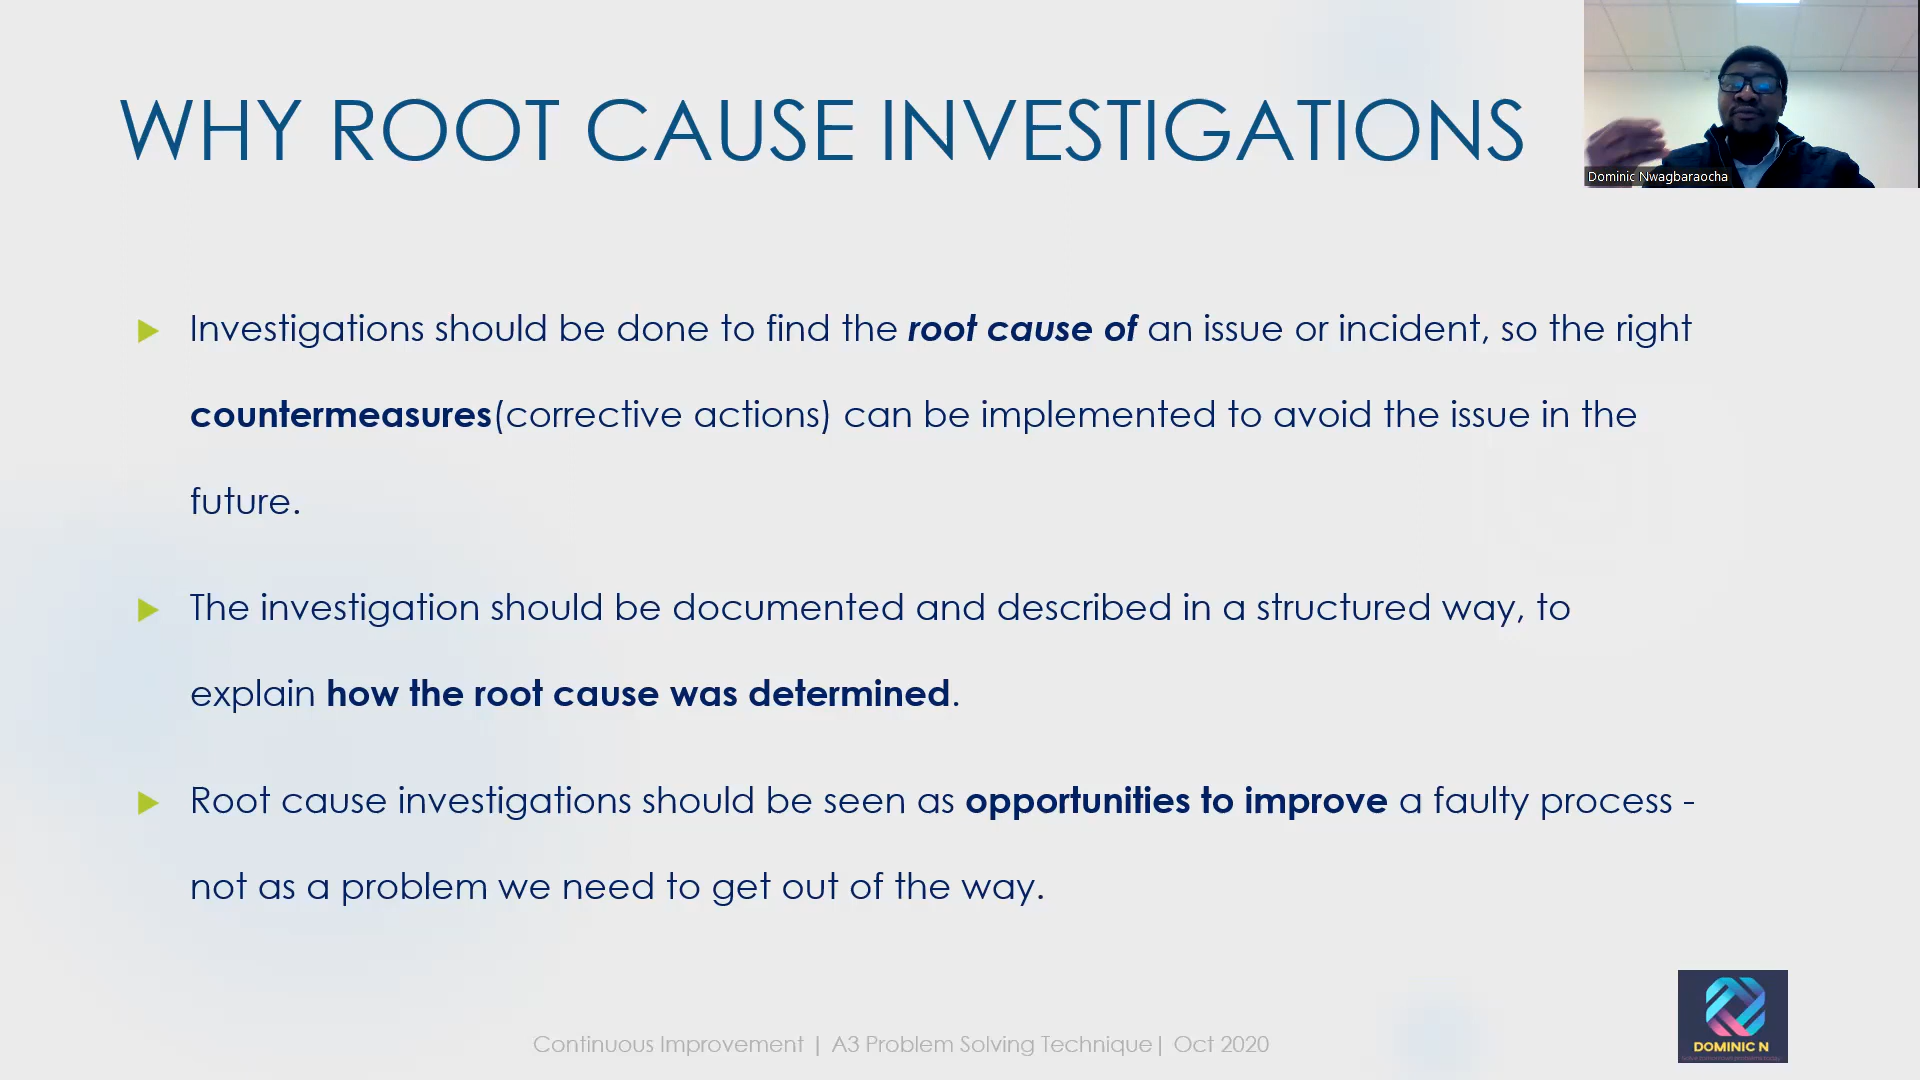 WHY ROOT CAUSE INVESTIGATIONS
Dominic Nwagbaraocha
Investigations should be done to find the root cause of an issue or incident, so the right
countermeasures(corrective actions) can be implemented to avoid the issue in the
future.
The investigation should be documented and described in a structured way, to
explain how the root cause was determined.
Root cause investigations should be seen as opportunities to improve a faulty process -
not as a problem we need to get out of the way.
Continuous Improvement | A3 Problem Solving Technique| Oct 2020
DOMINIC N